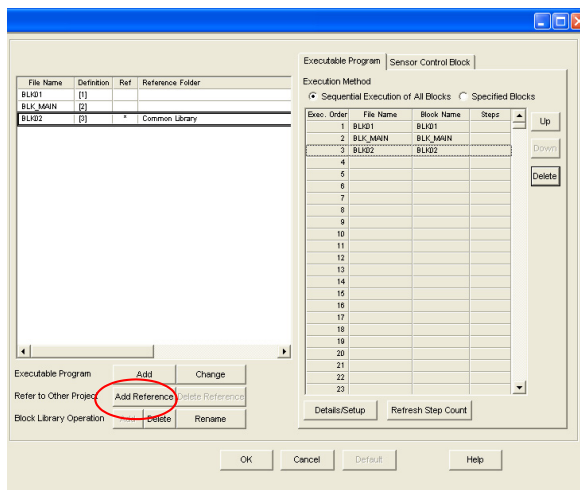 Executable Program Sensor Control Block
Execution Method
Sequential Execution of All Blocks Specified Blocks
File Name Definition Ref Reference Folder
BLK01 [1]
BLK_MAIN [2]
BLK02 [3] * Common Library
Exec. Order File Name Block Name Steps
1 BLK01 BLK01
2 BLK_MAIN BLK_MAIN
3 BLK02 BLK02
4
5
6
7
8
9
10
11
12
13
14
15
16
17
18
19
20
21
22
23
Up
Down
Delete
Executable Program Add Change
Refer to Other Project Add Reference Delete Reference
Block Library Operation Add Delete Rename
Details/Setup Refresh Step Count
OK Cancel Default Help